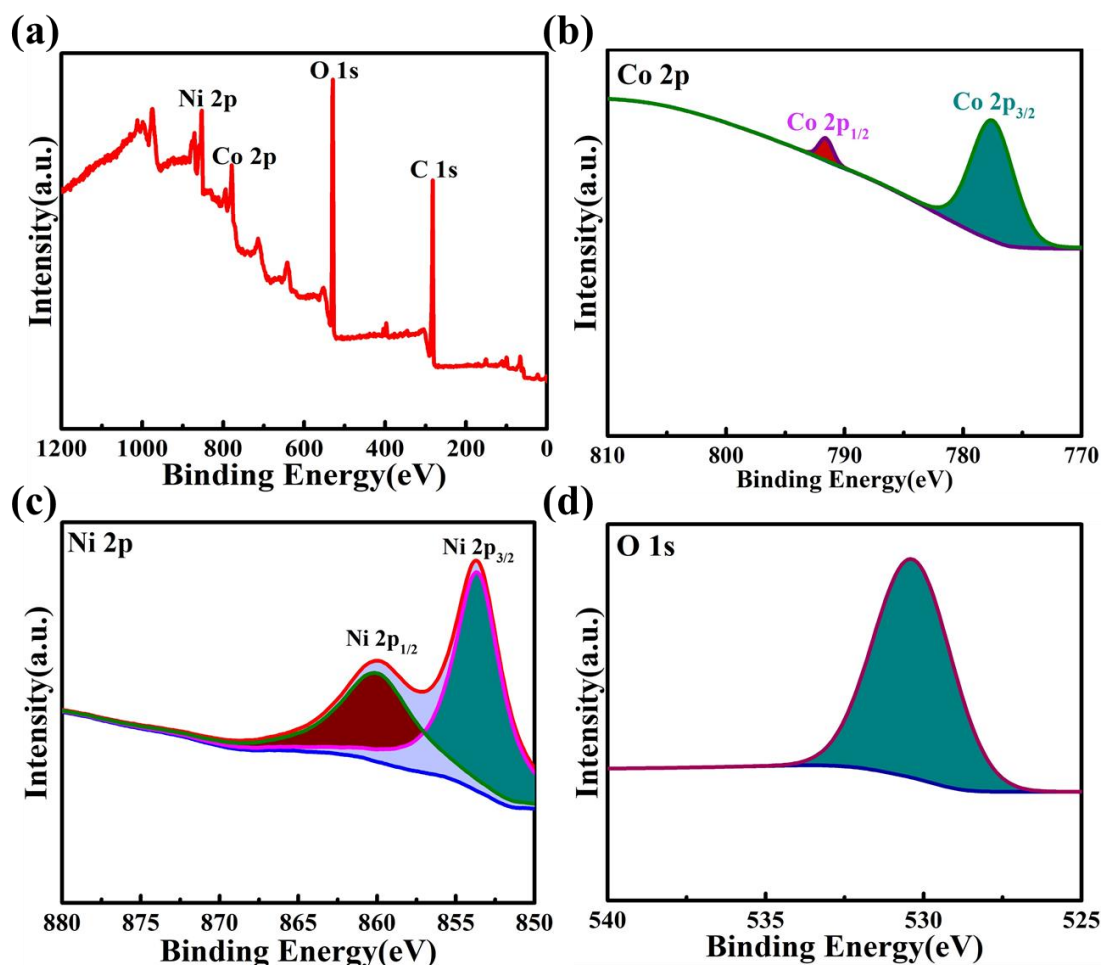 (a)
O 1s
Ni 2p
Co 2p
C 1s
Intensity(a.u.)
1200 1000 800 600 400 200 0
Binding Energy(eV)
(b)
Co 2p
Co 2p3/2
Co 2p1/2
Intensity(a.u.)
810 800 790 780 770
Binding Energy(eV)
(c)
Ni 2p
Ni 2p3/2
Ni 2p1/2
Intensity(a.u.)
880 875 870 865 860 855 850
Binding Energy(eV)
(d)
O 1s
Intensity(a.u.)
540 535 530 525
Binding Energy(eV)